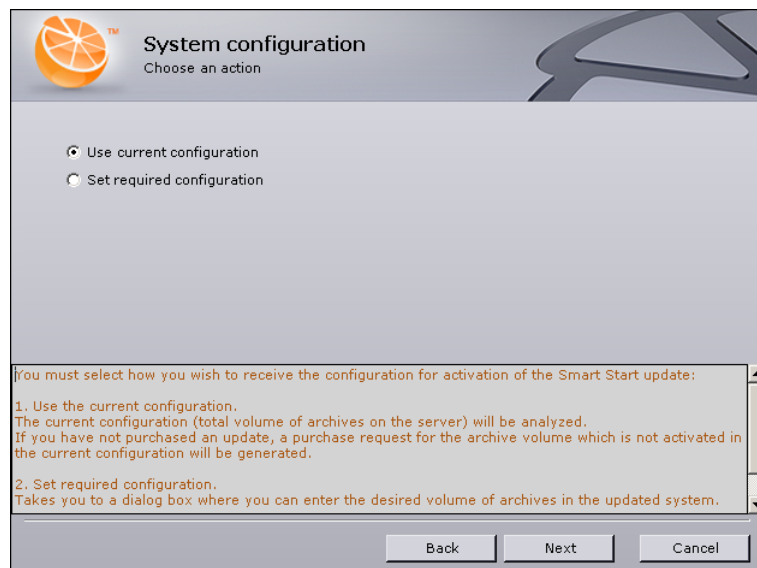 TM
System configuration
Choose an action
Use current configuration
Set required configuration
You must select how you wish to receive the configuration for activation of the Smart Start update:
1. Use the current configuration.
The current configuration (total volume of archives on the server) will be analyzed.
If you have not purchased an update, a purchase request for the archive volume which is not activated in
the current configuration will be generated.
2. Set required configuration.
Takes you to a dialog box where you can enter the desired volume of archives in the updated system.
Back Next Cancel